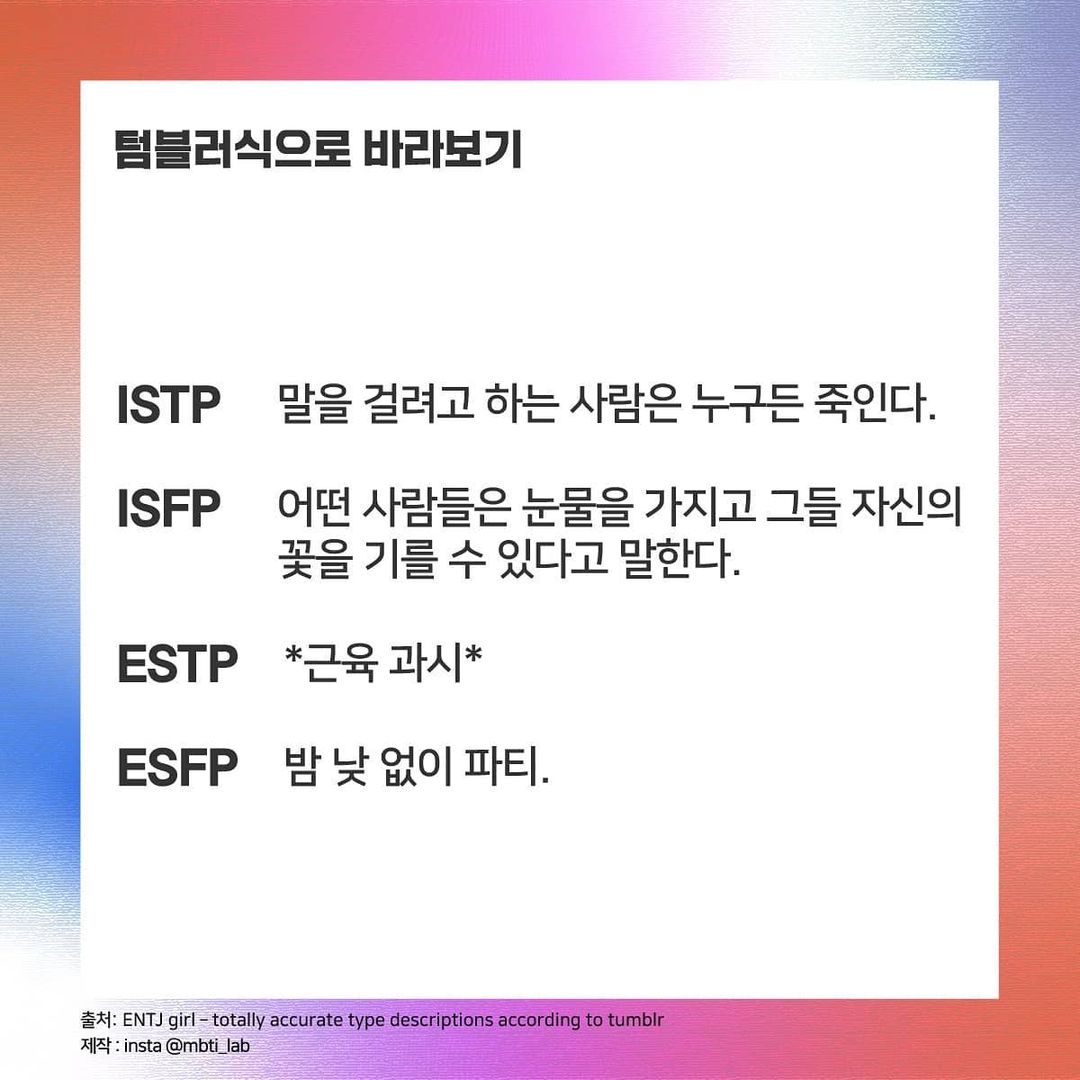 텀블러식으로 바라보기
ISTP 말을 걸려고 하는 사람은 누구든 죽인다.
ISFP 어떤 사람들은 눈물을 가지고 그들 자신의
꽃을 기를 수 있다고 말한다.
ESTP *근육 과시*
ESFP 밤 낮 없이 파티.
출처: ENTJ girl - totally accurate type descriptions according to tumblr
제작 : insta @mbti_lab